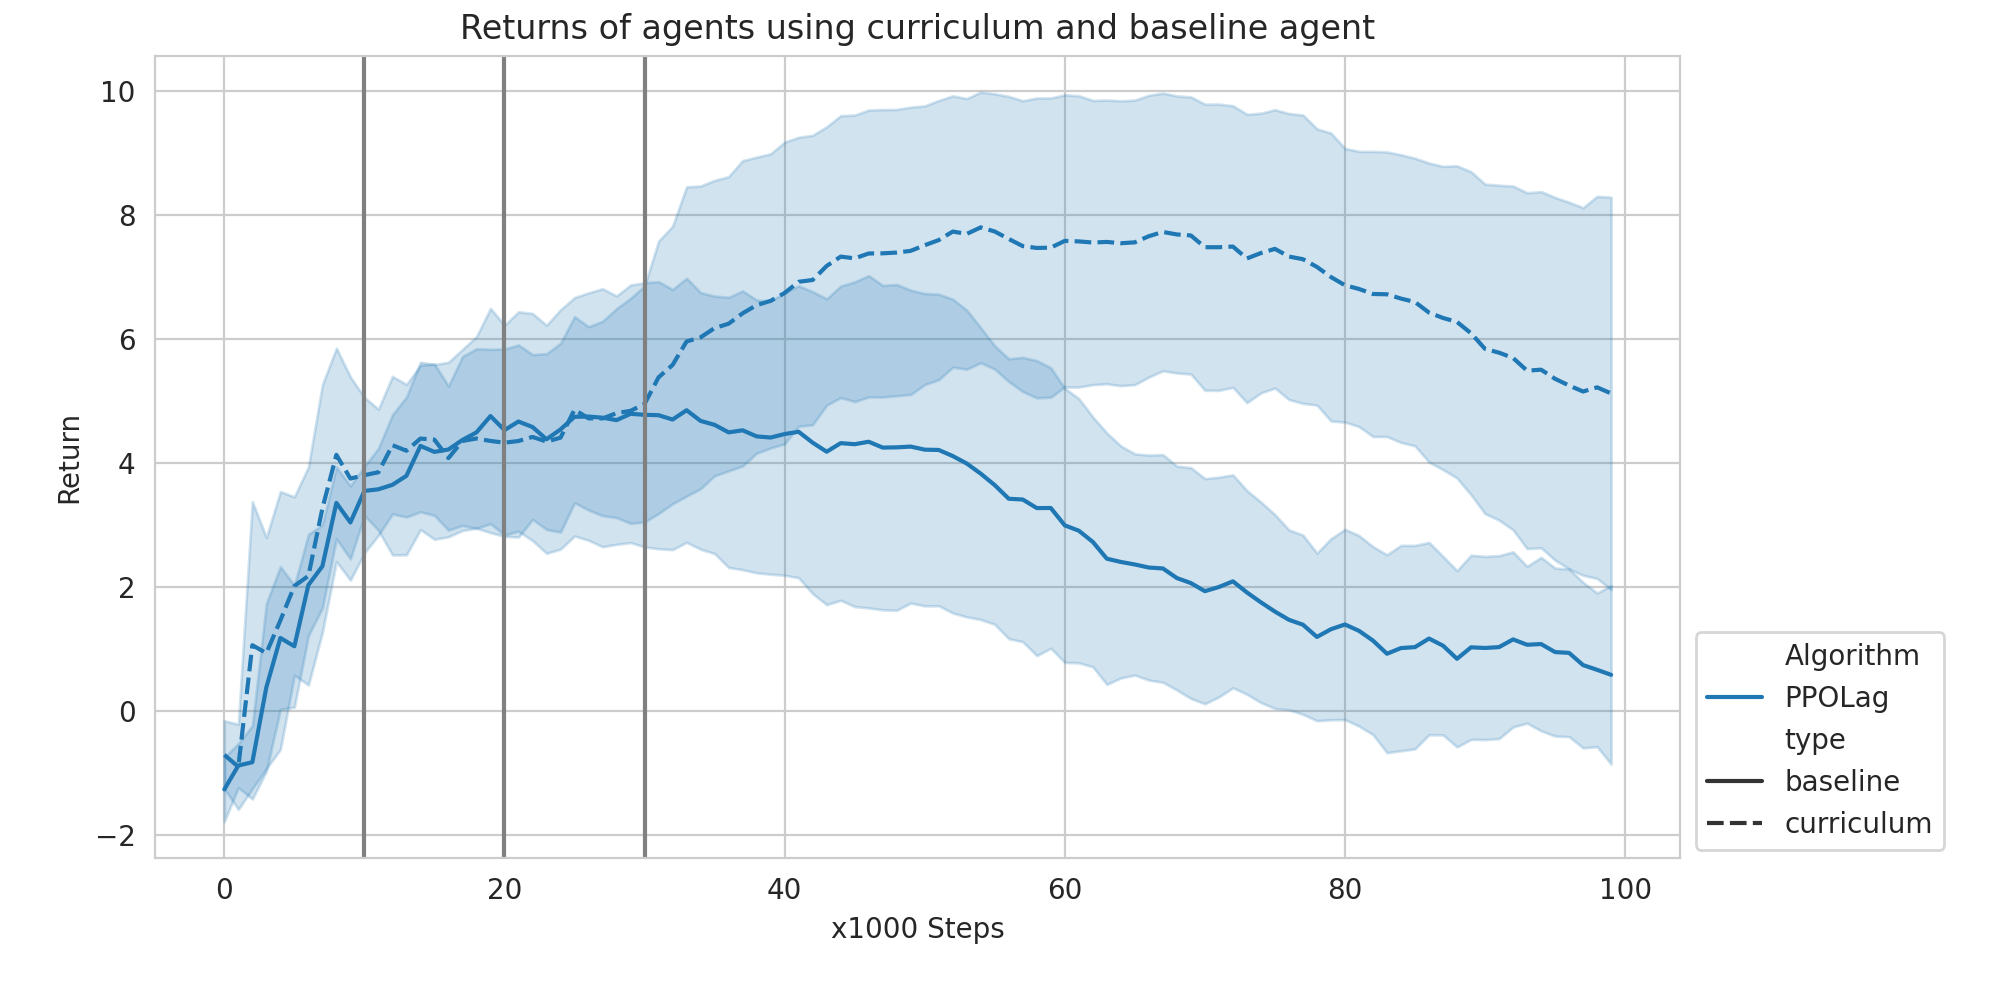 Returns of agents using curriculum and baseline agent
10
8
6
4
2
0
−2
Return
0 20 40 60 80 100
x1000 Steps
Algorithm
PPOLag
type
baseline
curriculum